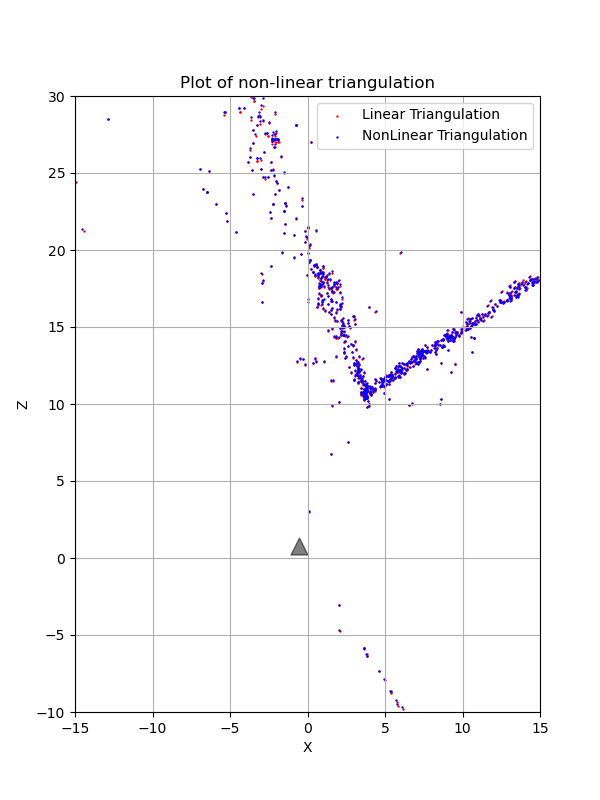 Plot of non-linear triangulation
Linear Triangulation
NonLinear Triangulation
30
25
20
15
10
5
0
−5
−10
Z
−15 −10 −5 0 5 10 15
X